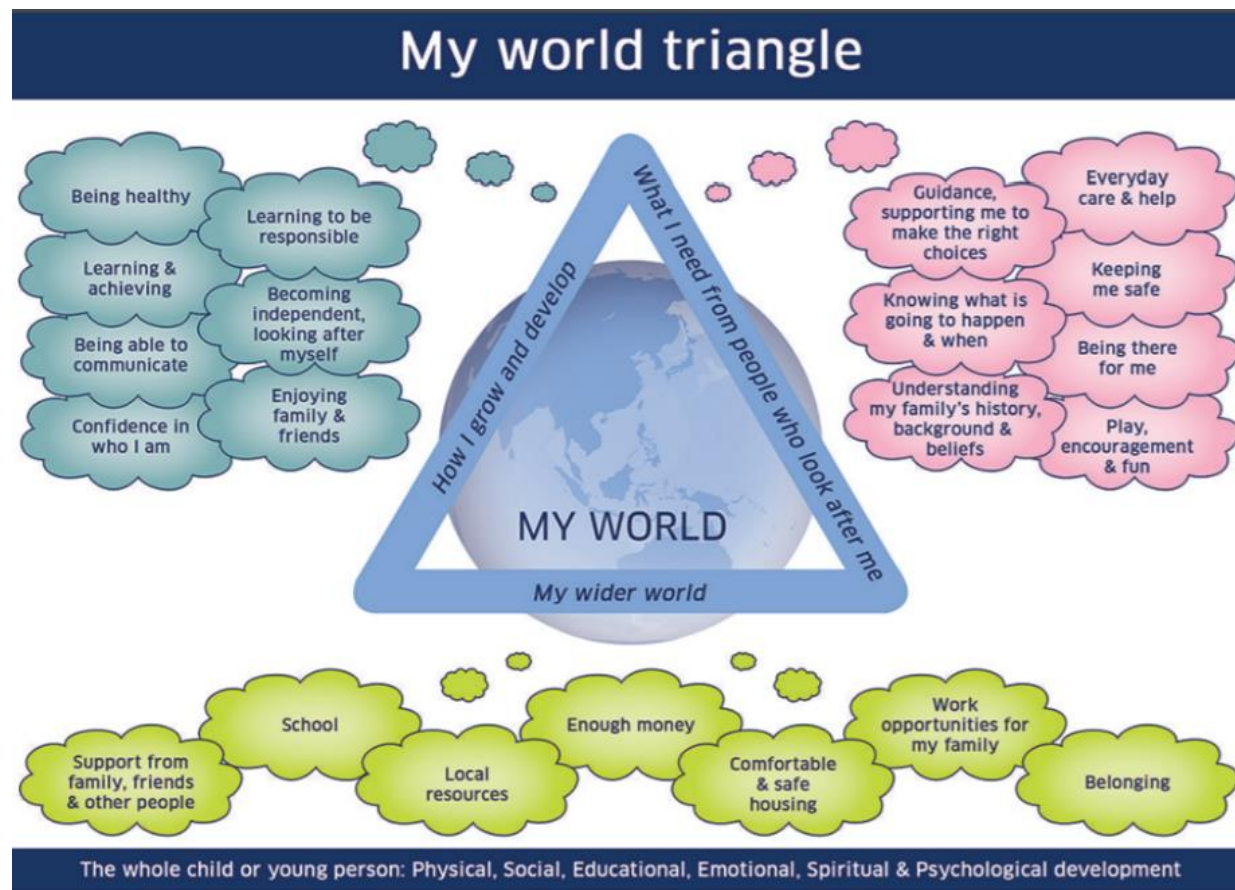 My world triangle
Being healthy
Learning to be
responsible
Learning &
achieving
Becoming
independent,
looking after
myself
Being able to
communicate
Enjoying
family &
friends
Confidence in
who I am
How I grow and develop
What I need from people who look after me
MY WORLD
My wider world
Guidance,
supporting me to
make the right
choices
Everyday
care & help
Keeping
me safe
Knowing what is
going to happen
& when
Being there
for me
Understanding
my family's history,
background &
beliefs
Play,
encouragement
& fun
Support from
family, friends
& other people
School
Local
resources
Enough money
Comfortable
& safe
housing
Work
opportunities for
my family
Belonging
The whole child or young person: Physical, Social, Educational, Emotional, Spiritual & Psychological development